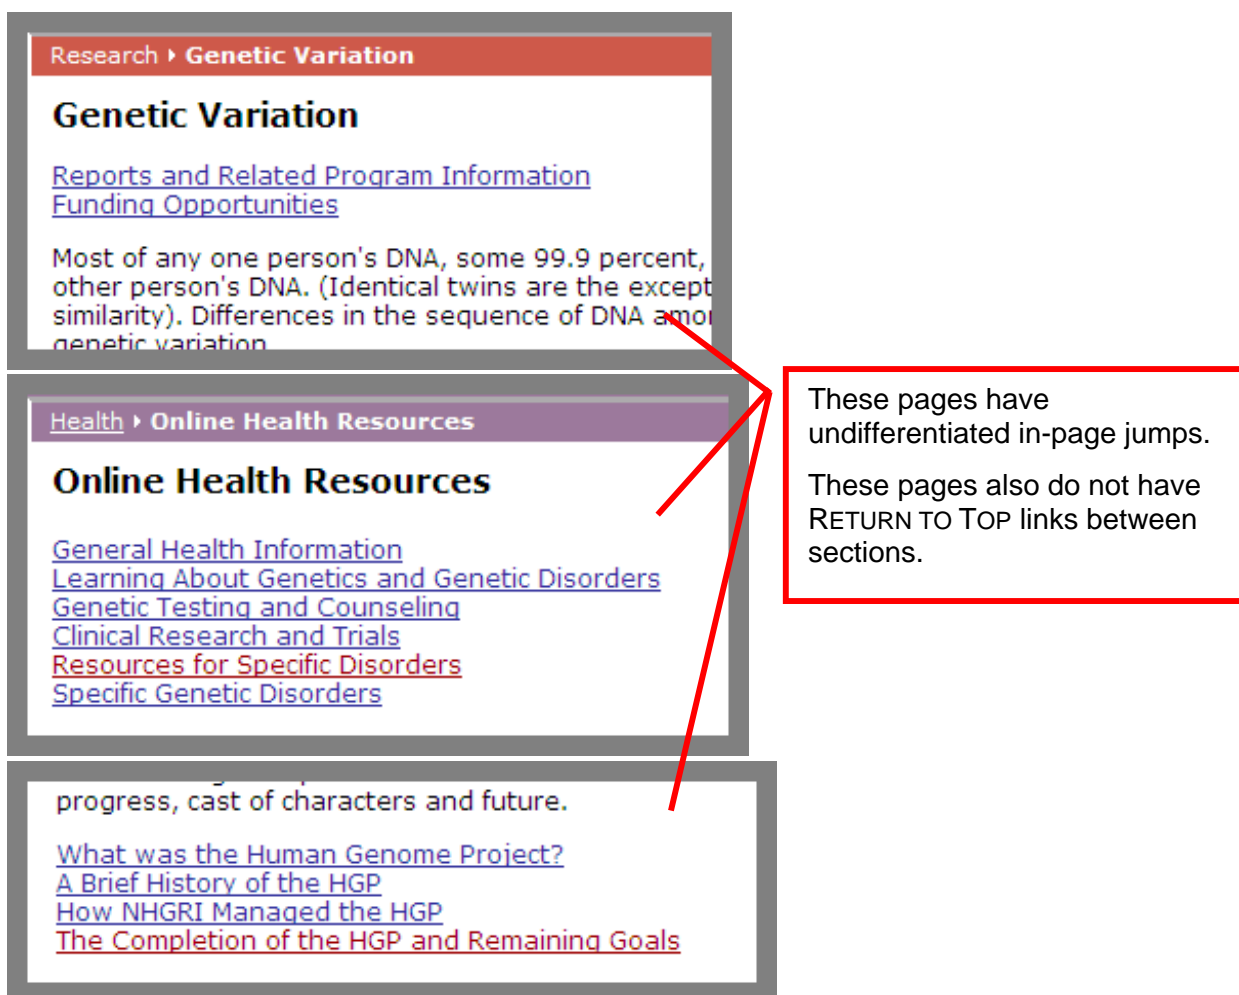 Research ▸ Genetic Variation
Genetic Variation
Reports and Related Program Information
Funding Opportunities
Most of any one person's DNA, some 99.9 percent,
other person's DNA. (Identical twins are the except
similarity). Differences in the sequence of DNA amo
genetic variation
Health ▸ Online Health Resources
Online Health Resources
General Health Information
Learning About Genetics and Genetic Disorders
Genetic Testing and Counseling
Clinical Research and Trials
Resources for Specific Disorders
Specific Genetic Disorders
progress, cast of characters and future.
What was the Human Genome Project?
A Brief History of the HGP
How NHGRI Managed the HGP
The Completion of the HGP and Remaining Goals
These pages have
undifferentiated in-page jumps.
These pages also do not have
RETURN TO TOP links between
sections.